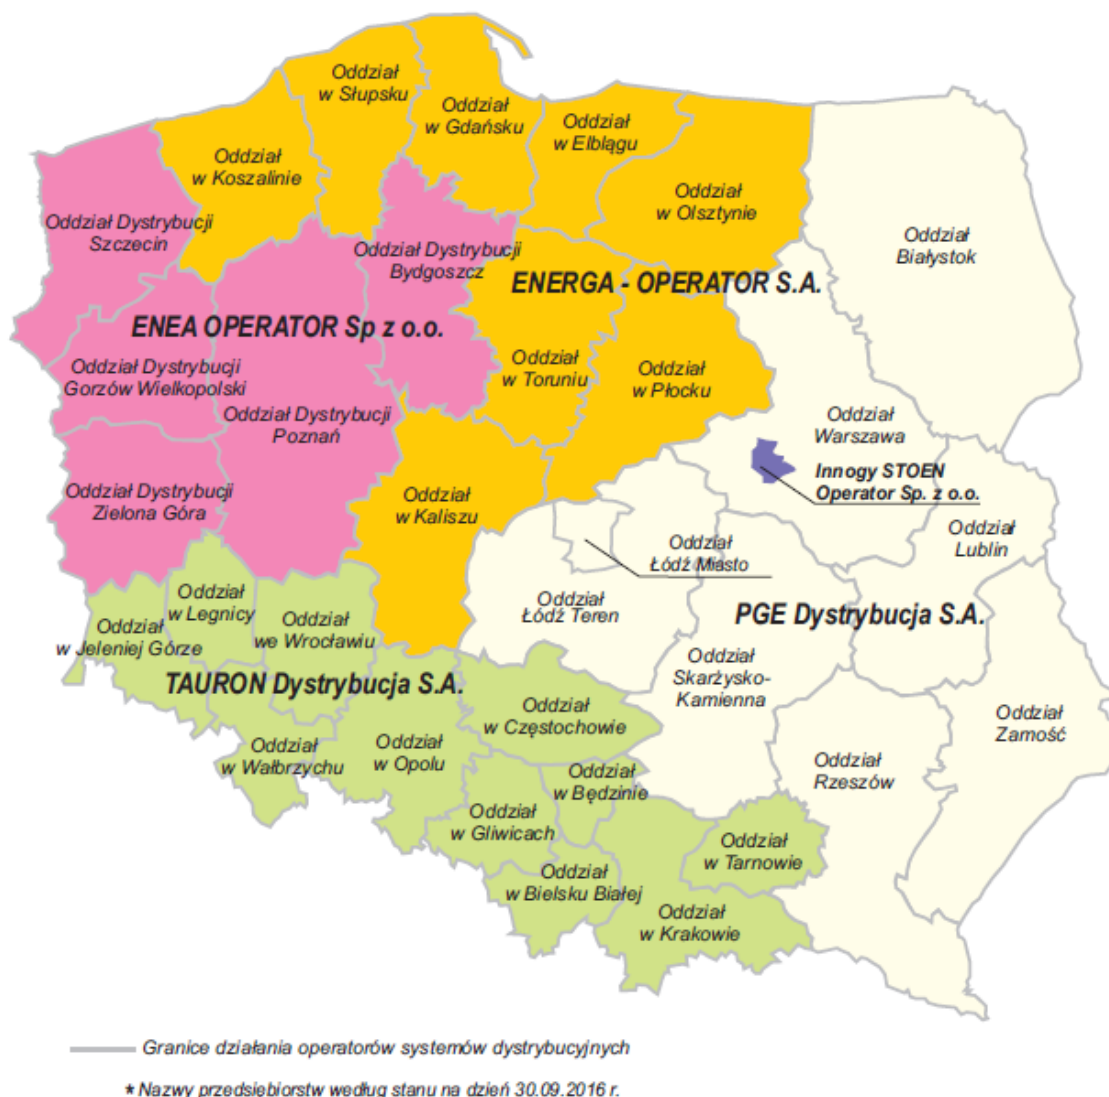 Oddział
w Słupsku
Oddział
w Gdańsku
Oddział
w Elblągu
Oddział
w Koszalinie
Oddział
w Olsztynie
Oddział Dystrybucji
Szczecin
Oddział Dystrybucji
Bydgoszcz
Oddział
Białystok
ENERGA - OPERATOR S.A.
ENEA OPERATOR Sp z o.o.
Oddział Dystrybucji
Gorzów Wielkopolski
Oddział
w Toruniu
Oddział
w Płocku
Oddział Dystrybucji
Poznań
Oddział
Warszawa
Innogy STOEN
Operator Sp. z o.o.
Oddział Dystrybucji
Zielona Góra
Oddział
w Kaliszu
Oddział
Lublin
Oddział
Łódź Miasto
Oddział
Łódź Teren
PGE Dystrybucja S.A.
Oddział
w Legnicy
Oddział
we Wrocławiu
Oddział
w Jeleniej Górze
Oddział
Skarżysko-
Kamienna
TAURON Dystrybucja S.A.
Oddział
w Częstochowie
Oddział
Zamość
Oddział
w Wałbrzychu
Oddział
w Opolu
Oddział
w Będzinie
Oddział
Rzeszów
Oddział
w Gliwicach
Oddział
w Tarnowie
Oddział
w Bielsku Białej
Oddział
w Krakowie
Granice działania operatorów systemów dystrybucyjnych
* Nazwy przedsiębiorstw według stanu na dzień 30.09.2016 r.